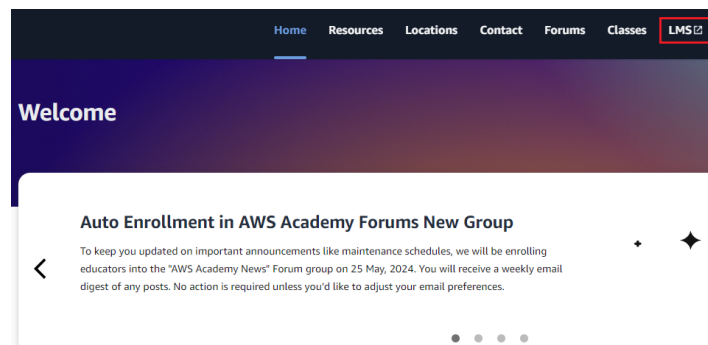 Home Resources Locations Contact Forums Classes LMS
Welcome
Auto Enrollment in AWS Academy Forums New Group
To keep you updated on important announcements like maintenance schedules, we will be enrolling
educators into the "AWS Academy News" Forum group on 25 May, 2024. You will receive a weekly email
digest of any posts. No action is required unless you'd like to adjust your email preferences.